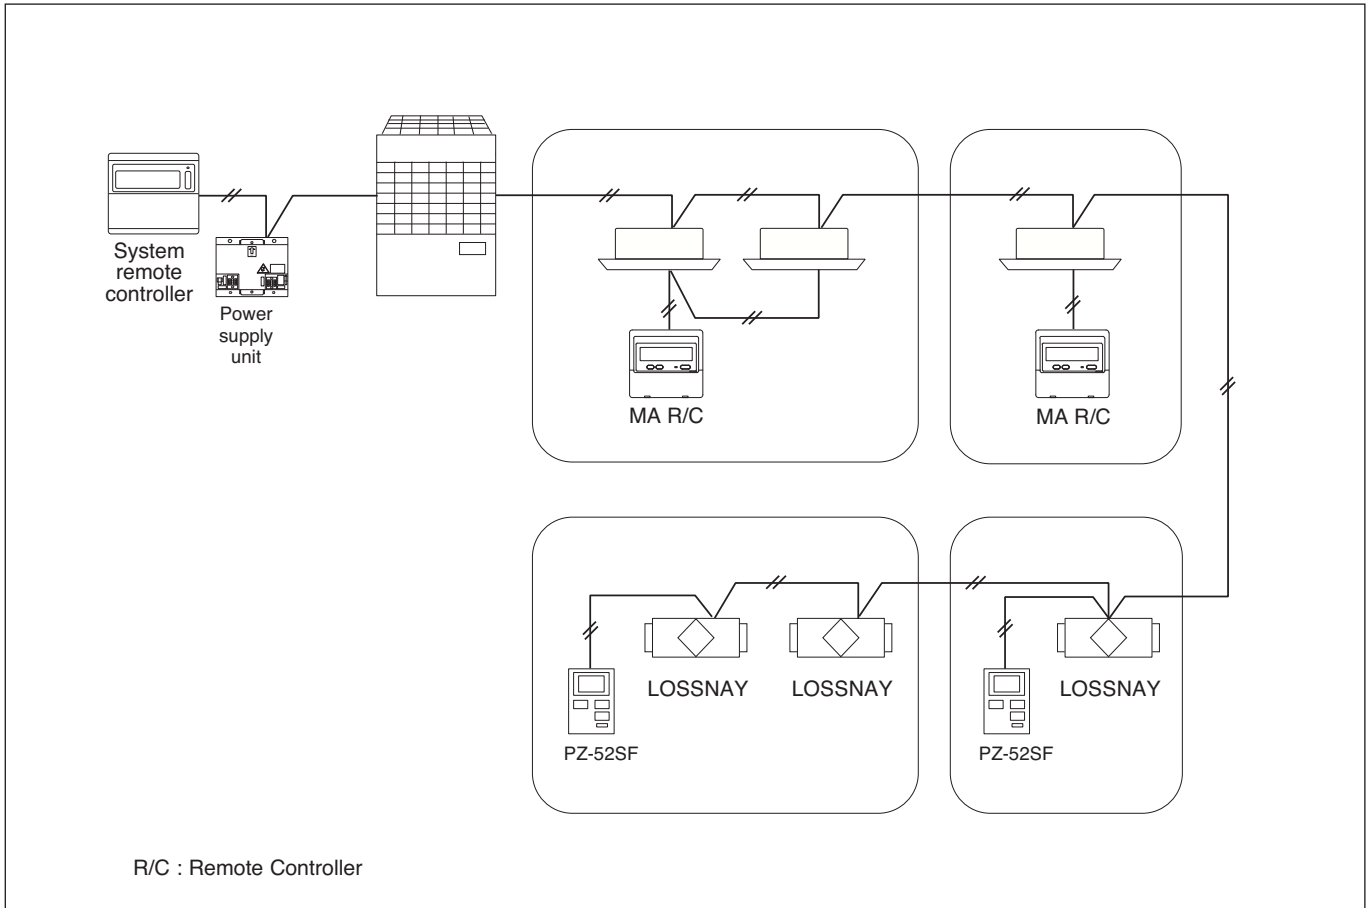 System
remote
controller
Power
supply
unit
MA R/C
MA R/C
LOSSNAY
LOSSNAY
LOSSNAY
PZ-52SF
PZ-52SF
R/C : Remote Controller